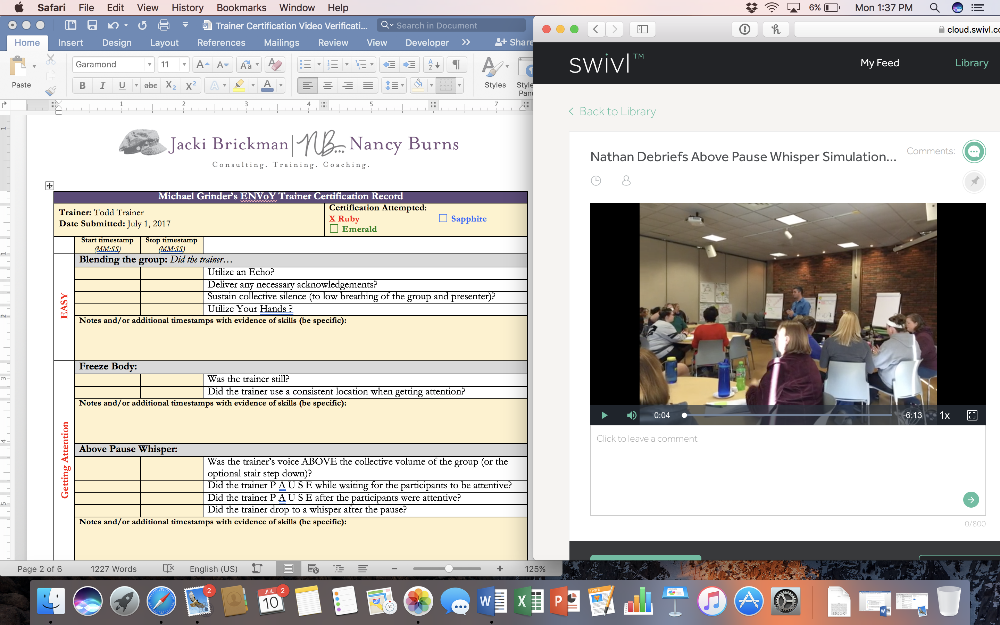 Safari File Edit View History Bookmarks Window Help 6% Mon 1:37 PM
Trainer Certification Video Verificati... Search in Document
Home Insert Design Layout References Mailings Review View Developer >> Share
Paste Garamond 11 Styles Style
Pane
1 2 3 4 5 7
Jacki Brickman | NB... Nancy Burns
Consulting. Training. Coaching.
Michael Grinder's ENVoY Trainer Certification Record
Trainer: Todd Trainer
Date Submitted: July 1, 2017
Certification Attempted:
X Ruby ☐ Sapphire
☐ Emerald
Start timestamp
(MM:SS)
Stop timestamp
(MM:SS)
EASY
Blending the group: Did the trainer…
Utilize an Echo?
Deliver any necessary acknowledgements?
Sustain collective silence (to low breathing of the group and presenter)?
Utilize Your Hands ?
Notes and/or additional timestamps with evidence of skills (be specific):
Getting Attention
Freeze Body:
Was the trainer still?
Did the trainer use a consistent location when getting attention?
Notes and/or additional timestamps with evidence of skills (be specific):
Above Pause Whisper:
Was the trainer's voice ABOVE the collective volume of the group (or the
optional stair step down)?
Did the trainer P A U S E while waiting for the participants to be attentive?
Did the trainer P A U S E after the participants were attentive?
Did the trainer drop to a whisper after the pause?
Notes and/or additional timestamps with evidence of skills (be specific):
Page 2 of 6 1227 Words English (US) 125%
cloud.swivl.co
swivl™
My Feed Library
< Back to Library
Nathan Debriefs Above Pause Whisper Simulation...
Comments:
0:04 -6:13 1x
Click to leave a comment
0/800
2 JUL 10 2
280 3D
W X P PAGES
DOCX